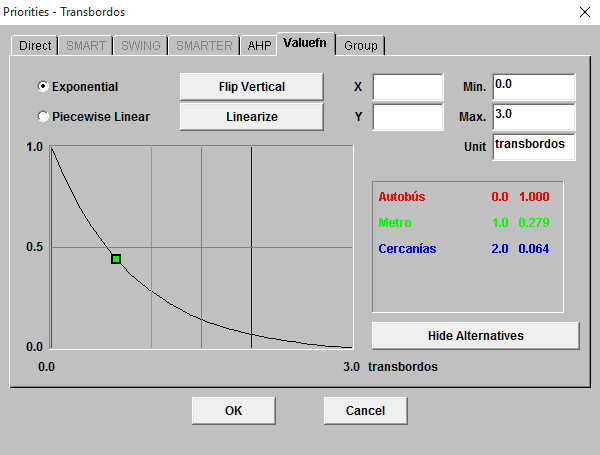 Priorities - Transbordos
Direct SMART SWING SMARTER AHP Valuefn Group
Exponential Flip Vertical X Min. 0.0
Piecewise Linear Linearize Y Max. 3.0
Unit transbordos
1.0
Autobús 0.0 1.000
Metro 1.0 0.279
0.5 Cercanías 2.0 0.064
Hide Alternatives
0.0
0.0 3.0 transbordos
OK Cancel